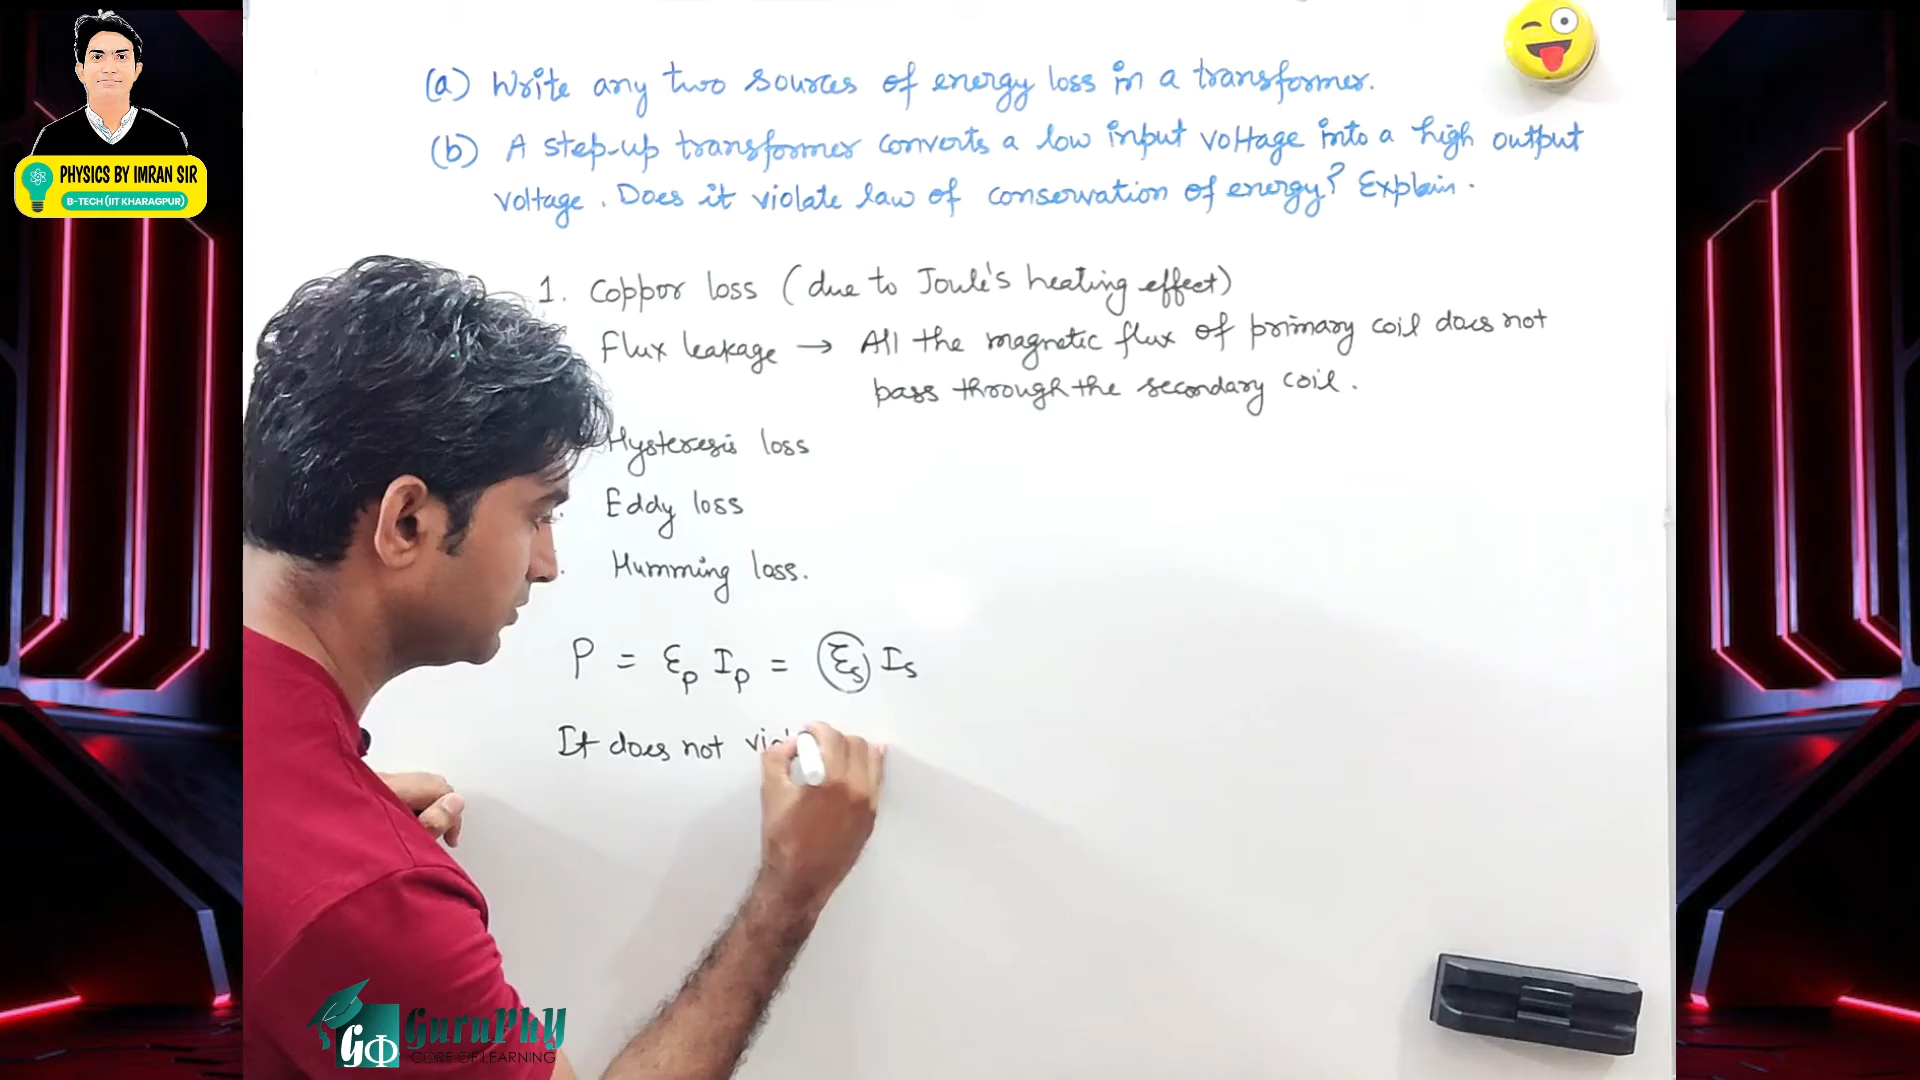 PHYSICS BY IMRAN SIR
B-TECH (IIT KHARAGPUR)
(a) Write any two sources of energy loss in a transformer.
(b) A step-up transformer converts a low input voltage into a high output
voltage. Does it violate law of conservation of energy? Explain.
1. Copper loss (due to Joule's heating effect)
Flux leakage → All the magnetic flux of primary coil does not
pass through the secondary coil.
Hysteresis loss
Eddy loss
Humming loss.
P = Ep Ip = Es Is
It does not
GΦ GuruPhy
CORE OF LEARNING